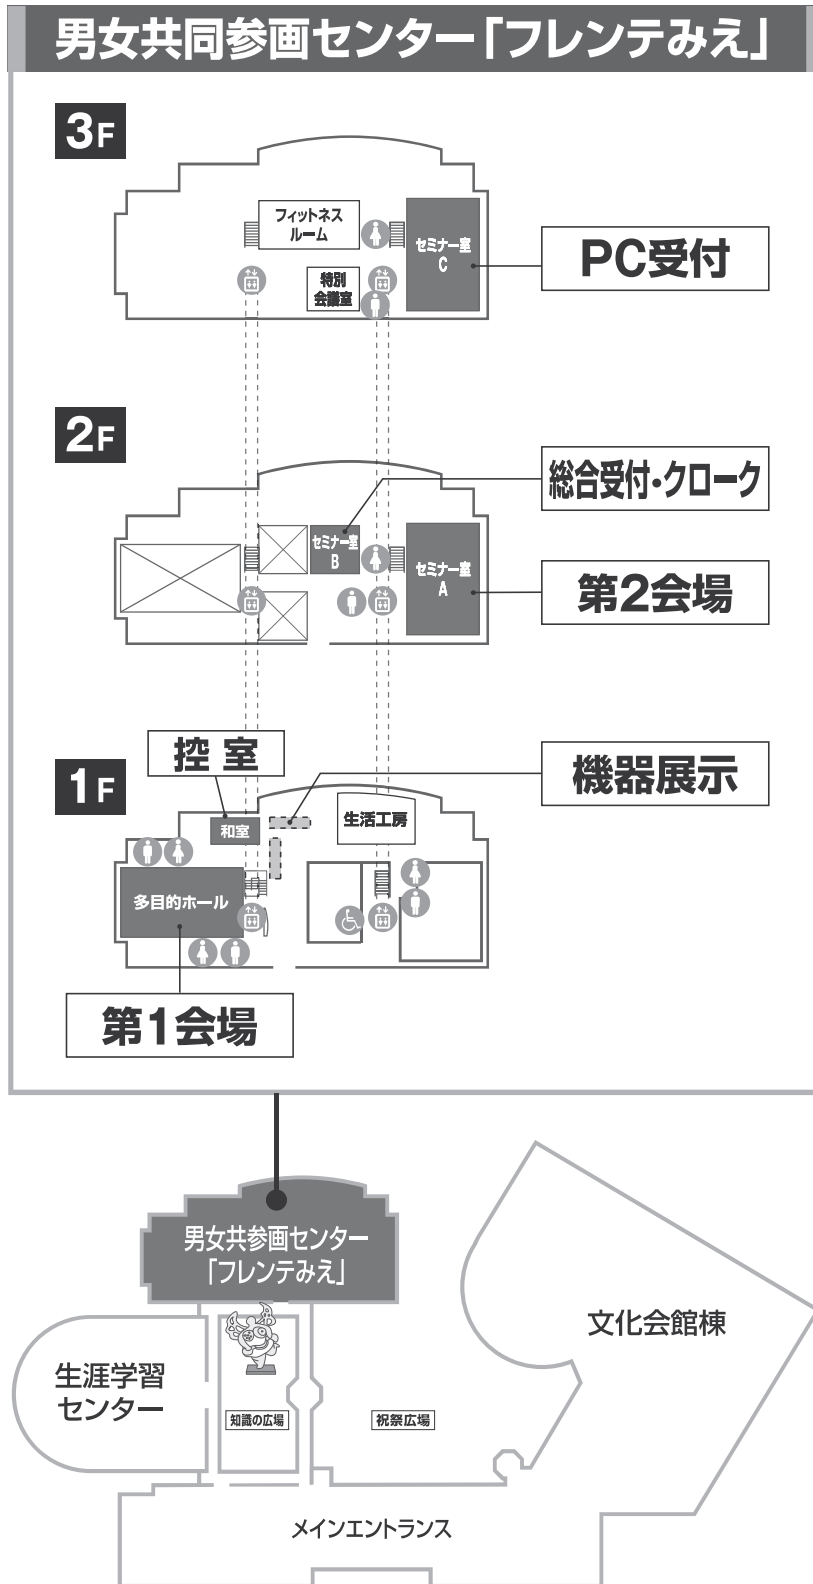 男女共同参画センター「フレンテみえ」
3F
フィットネス
ルーム
セミナー室
C
PC受付
特別
会議室
2F
総合受付・クローク
セミナー室
B
セミナー室
A
第2会場
控室
1F
機器展示
和室
生活工房
多目的ホール
第1会場
男女共参画センター
「フレンテみえ」
文化会館棟
生涯学習
センター
知識の広場
祝祭広場
メインエントランス